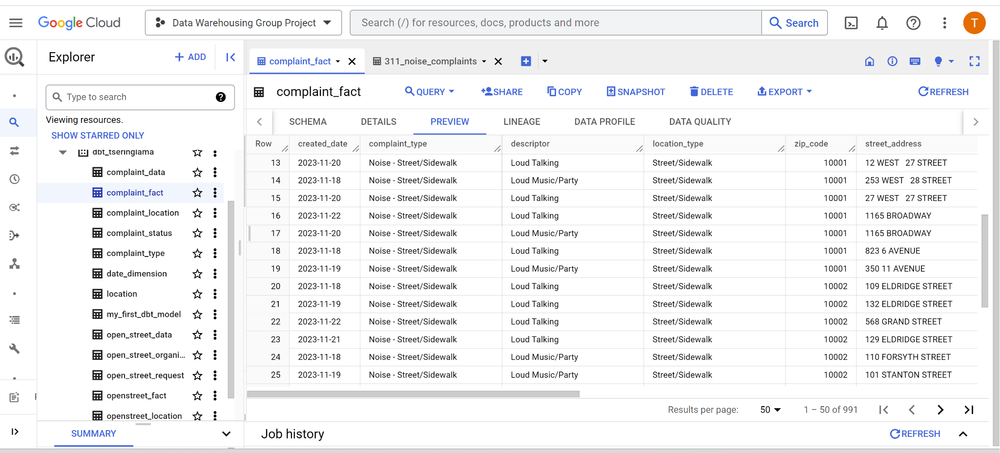 Google Cloud
Data Warehousing Group Project
Search (/) for resources, docs, products and more
Search
T
Explorer
+ ADD
complaint_fact
311_noise_complaints
Type to search
Viewing resources.
SHOW STARRED ONLY
dbt_tseringlama
complaint_data
complaint_fact
complaint_location
complaint_status
complaint_type
date_dimension
location
my_first_dbt_model
open_street_data
open_street_organi...
open_street_request
openstreet_fact
openstreet_location
SUMMARY
complaint_fact
QUERY
SHARE
COPY
SNAPSHOT
DELETE
EXPORT
REFRESH
SCHEMA DETAILS PREVIEW LINEAGE DATA PROFILE DATA QUALITY
Row created_date complaint_type descriptor location_type zip_code street_address
13 2023-11-20 Noise - Street/Sidewalk Loud Talking Street/Sidewalk 10001 12 WEST 27 STREET
14 2023-11-18 Noise - Street/Sidewalk Loud Music/Party Street/Sidewalk 10001 253 WEST 28 STREET
15 2023-11-20 Noise - Street/Sidewalk Loud Talking Street/Sidewalk 10001 27 WEST 27 STREET
16 2023-11-22 Noise - Street/Sidewalk Loud Talking Street/Sidewalk 10001 1165 BROADWAY
17 2023-11-20 Noise - Street/Sidewalk Loud Music/Party Street/Sidewalk 10001 1165 BROADWAY
18 2023-11-18 Noise - Street/Sidewalk Loud Talking Street/Sidewalk 10001 823 6 AVENUE
19 2023-11-19 Noise - Street/Sidewalk Loud Music/Party Street/Sidewalk 10001 350 11 AVENUE
20 2023-11-18 Noise - Street/Sidewalk Loud Talking Street/Sidewalk 10002 109 ELDRIDGE STREET
21 2023-11-19 Noise - Street/Sidewalk Loud Talking Street/Sidewalk 10002 132 ELDRIDGE STREET
22 2023-11-22 Noise - Street/Sidewalk Loud Talking Street/Sidewalk 10002 568 GRAND STREET
23 2023-11-21 Noise - Street/Sidewalk Loud Talking Street/Sidewalk 10002 129 ELDRIDGE STREET
24 2023-11-18 Noise - Street/Sidewalk Loud Music/Party Street/Sidewalk 10002 110 FORSYTH STREET
25 2023-11-19 Noise - Street/Sidewalk Loud Music/Party Street/Sidewalk 10002 101 STANTON STREET
Results per page: 50 1 – 50 of 991
Job history
REFRESH